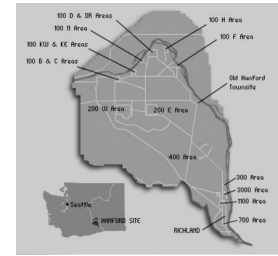 100 D & DR Areas
100 H Area
100 N Area
100 F Area
100 KW & KE Areas
100 B & C Areas
Old Hanford
Townsite
200 W Area
200 E Area
400 Area
300 Area
3000 Area
1100 Area
700 Area
RICHLAND
Seattle
HANFORD SITE